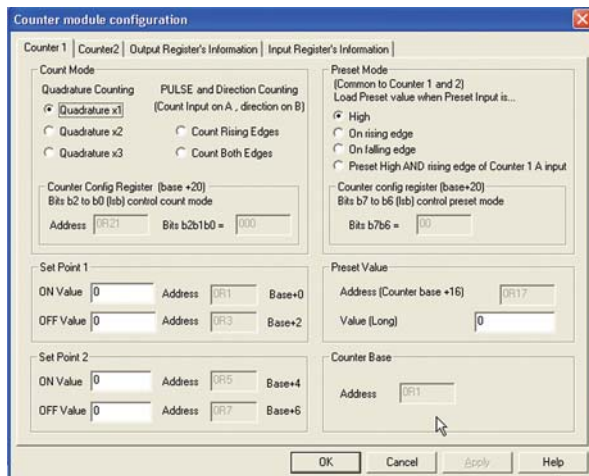 Counter module configuration
Counter 1 Counter2 Output Register's Information Input Register's Information
Count Mode
Quadrature Counting
Quadrature x1
Quadrature x2
Quadrature x3
PULSE and Direction Counting
(Count Input on A , direction on B)
Count Rising Edges
Count Both Edges
Counter Config Register (base +20)
Bits b2 to b0 (lsb) control count mode
Address 0R21 Bits b2b1b0 = 000
Preset Mode
(Common to Counter 1 and 2)
Load Preset value when Preset Input is...
High
On rising edge
On falling edge
Preset High AND rising edge of Counter 1 A input
Counter config register (base+20)
Bits b7 to b6 (lsb) control preset mode
Bits b7b6 = 00
Set Point 1
ON Value 0 Address 0R1 Base+0
OFF Value 0 Address 0R3 Base+2
Preset Value
Address (Counter base +16) 0R17
Value (Long) 0
Set Point 2
ON Value 0 Address 0R5 Base+4
OFF Value 0 Address 0R7 Base+6
Counter Base
Address 0R1
OK Cancel Apply Help